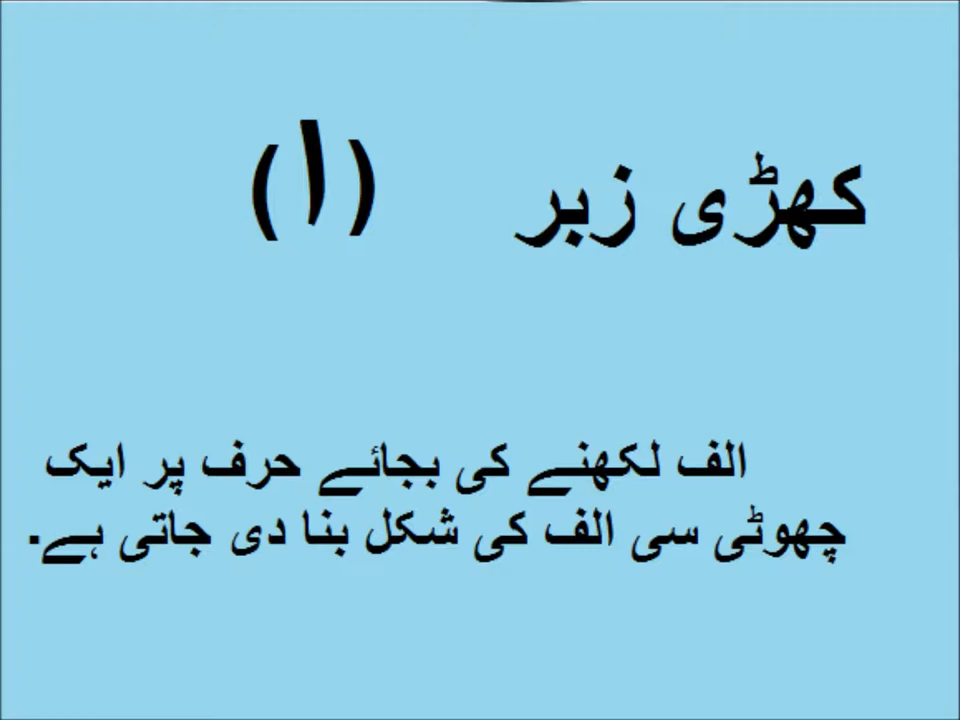 کھڑی زبر (ا)
الف لکھنے کی بجائے حرف پر ایک
چھوٹی سی الف کی شکل بنا دی جاتی ہے.